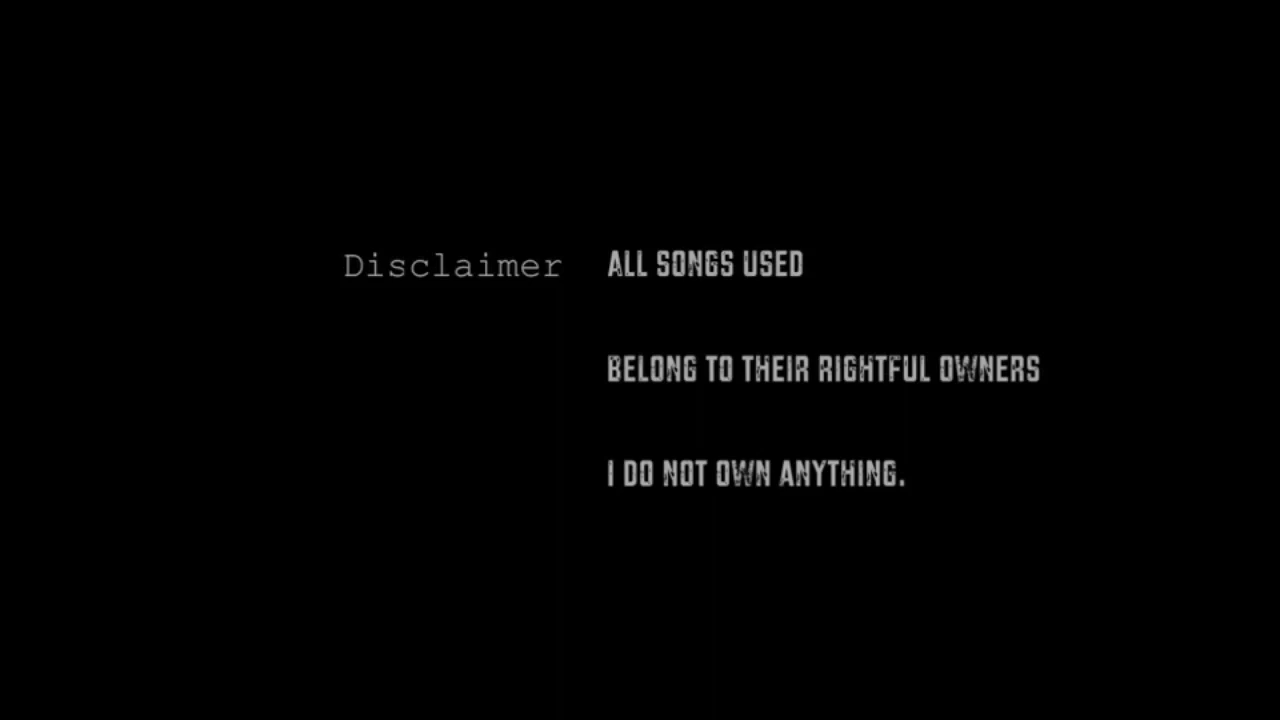 Disclaimer ALL SONGS USED
BELONG TO THEIR RIGHTFUL OWNERS
I DO NOT OWN ANYTHING.